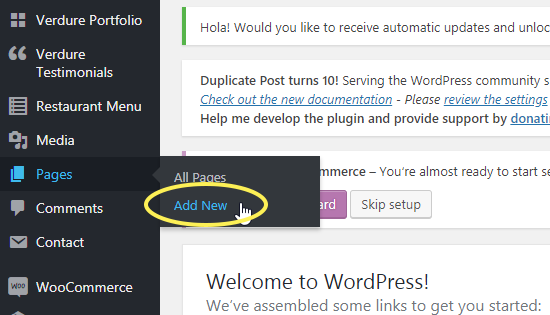 Verdure Portfolio
Verdure
Testimonials
Restaurant Menu
Media
Pages
Comments
Contact
WOO
WooCommerce
All Pages
Add New
Hola! Would you like to receive automatic updates and unloc
Duplicate Post turns 10! Serving the WordPress community s
Check out the new documentation - Please review the settings
Help me develop the plugin and provide support by donatin
mmerce – You're almost ready to start se
ard
Skip setup
Welcome to WordPress!
We've assembled some links to get you started: